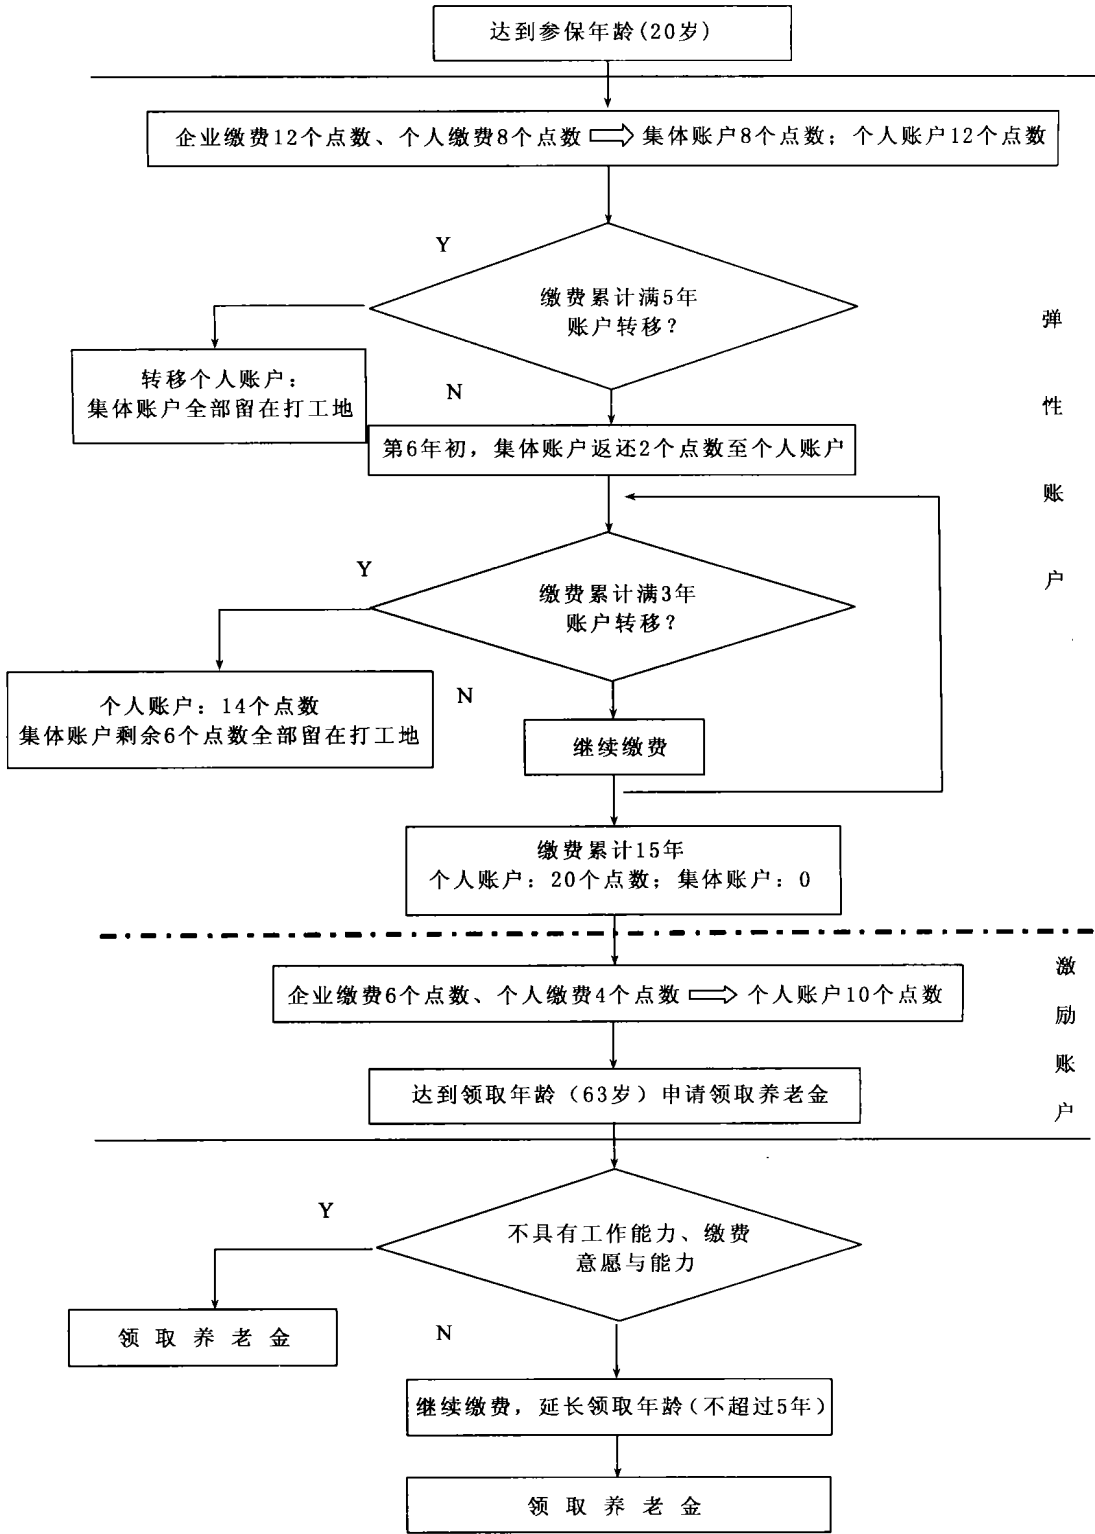 达到参保年龄(20岁)
企业缴费12个点数、个人缴费8个点数 集体账户8个点数；个人账户12个点数
Y
缴费累计满5年
账户转移？
转移个人账户：
集体账户全部留在打工地
N
第6年初，集体账户返还2个点数至个人账户
Y
缴费累计满3年
账户转移？
个人账户：14个点数
集体账户剩余6个点数全部留在打工地
N
继续缴费
缴费累计15年
个人账户：20个点数；集体账户：0
弹
性
账
户
企业缴费6个点数、个人缴费4个点数 个人账户10个点数
达到领取年龄（63岁）申请领取养老金
激
励
账
户
Y
不具有工作能力、缴费
意愿与能力
领取养老金
N
继续缴费，延长领取年龄(不超过5年)
领取养老金